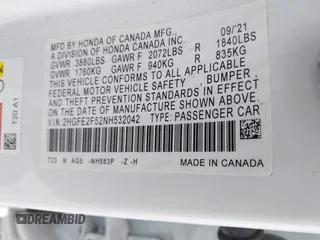 MFD BY HONDA OF CANADA MFG., 09/21
A DIVISION OF HONDA CANADA INC.
GVWR 3880LBS GAWR F 2072LBS R 1840LBS
GVWR 1760KG GAWR F 940KG R 835KG
THIS VEHICLE CONFORMS TO ALL APPLICABLE
FEDERAL MOTOR VEHICLE SAFETY, BUMPER,
AND THEFT PREVENTION STANDARDS IN EFFECT ON
THE DATE OF MANUFACTURE SHOWN ABOVE.
V.I.N: 2HGFE2F52NH532042 TYPE: PASSENGER CAR
T23 N AG5 -NH883P -Z -H
MADE IN CANADA
T20 A1
DAMAGEBID